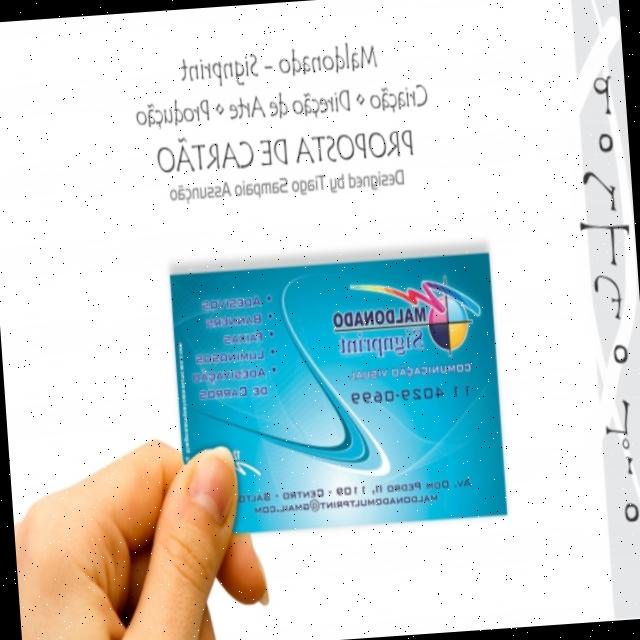 Maldonado - Signprint
Criação ⋄ Direção de Arte ⋄ Produção
PROPOSTA DE CARTÃO
Designed by Tiago Sampaio Assunção
MALDONADO
Signprint
COMUNICAÇÃO VISUAL
11 4029-0699
• ADESIVOS
• BANNERS
• FAIXAS
• LUMINOSOS
• ADESIVAÇÃO
DE CARROS
AV. DOM PEDRO II, 1109 - CENTRO - SALTO
MALDONADOMULTPRINT@GMAIL.COM